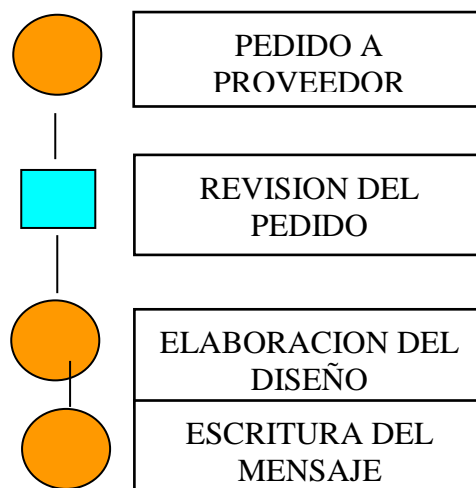 PEDIDO A
PROVEEDOR
REVISION DEL
PEDIDO
ELABORACION DEL
DISEÑO
ESCRITURA DEL
MENSAJE